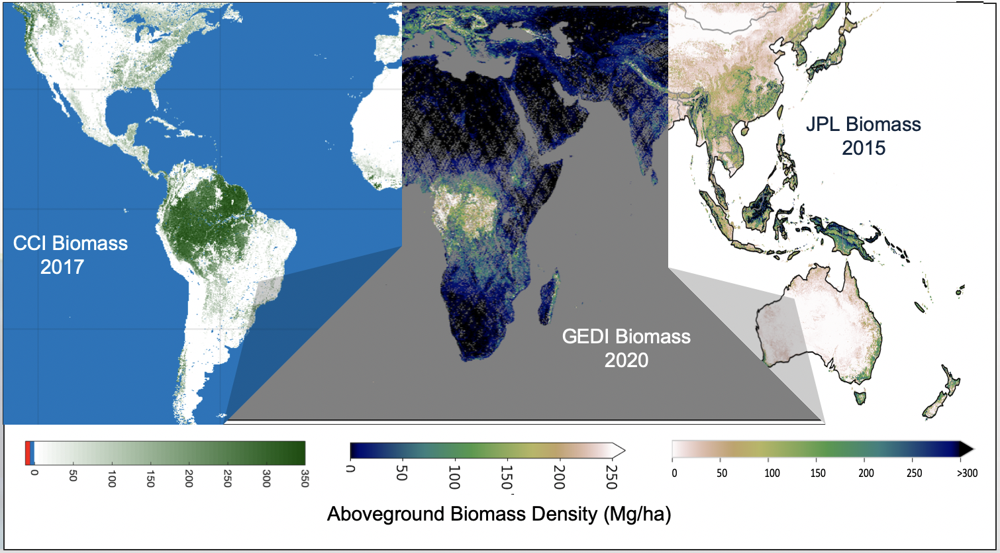 CCI Biomass
2017
GEDI Biomass
2020
JPL Biomass
2015
0 50 100 150 200 250 300 350
0 50 100 150 200 250
0 50 100 150 200 250 >300
Aboveground Biomass Density (Mg/ha)